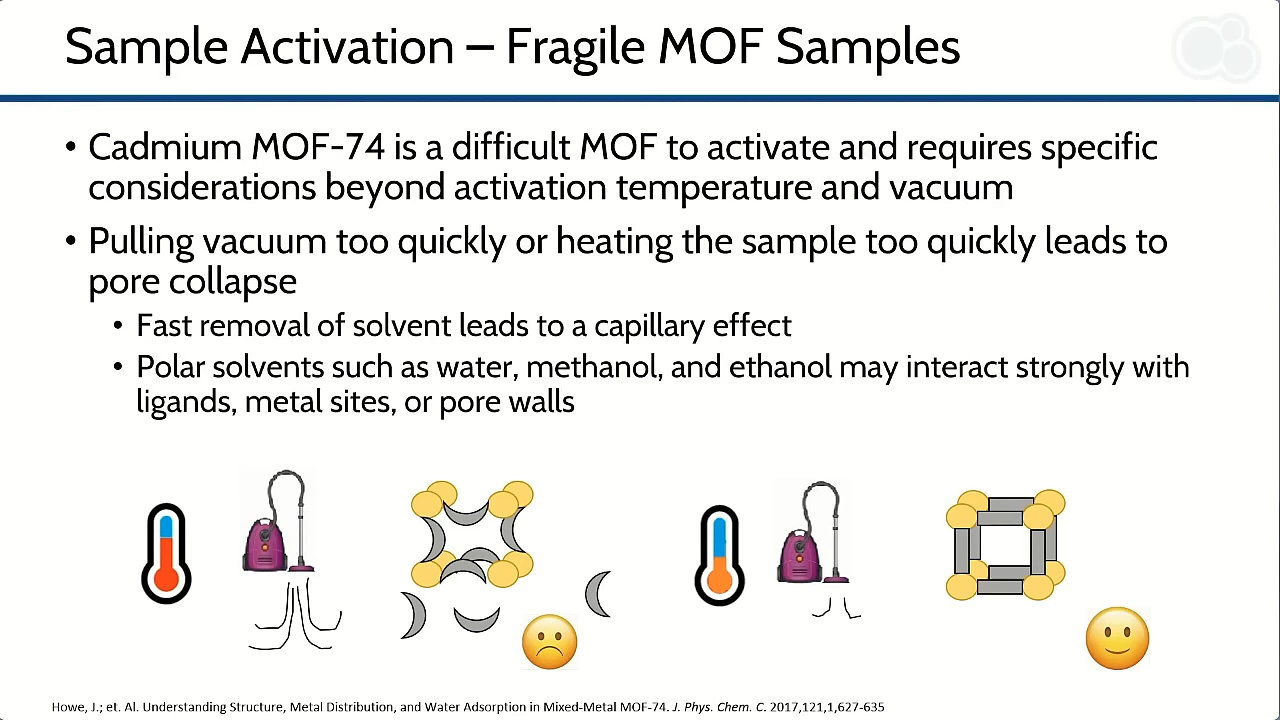 Sample Activation – Fragile MOF Samples
• Cadmium MOF-74 is a difficult MOF to activate and requires specific
considerations beyond activation temperature and vacuum
• Pulling vacuum too quickly or heating the sample too quickly leads to
pore collapse
• Fast removal of solvent leads to a capillary effect
• Polar solvents such as water, methanol, and ethanol may interact strongly with
ligands, metal sites, or pore walls
Howe, J.; et. Al. Understanding Structure, Metal Distribution, and Water Adsorption in Mixed-Metal MOF-74. J. Phys. Chem. C. 2017,121,1,627-635